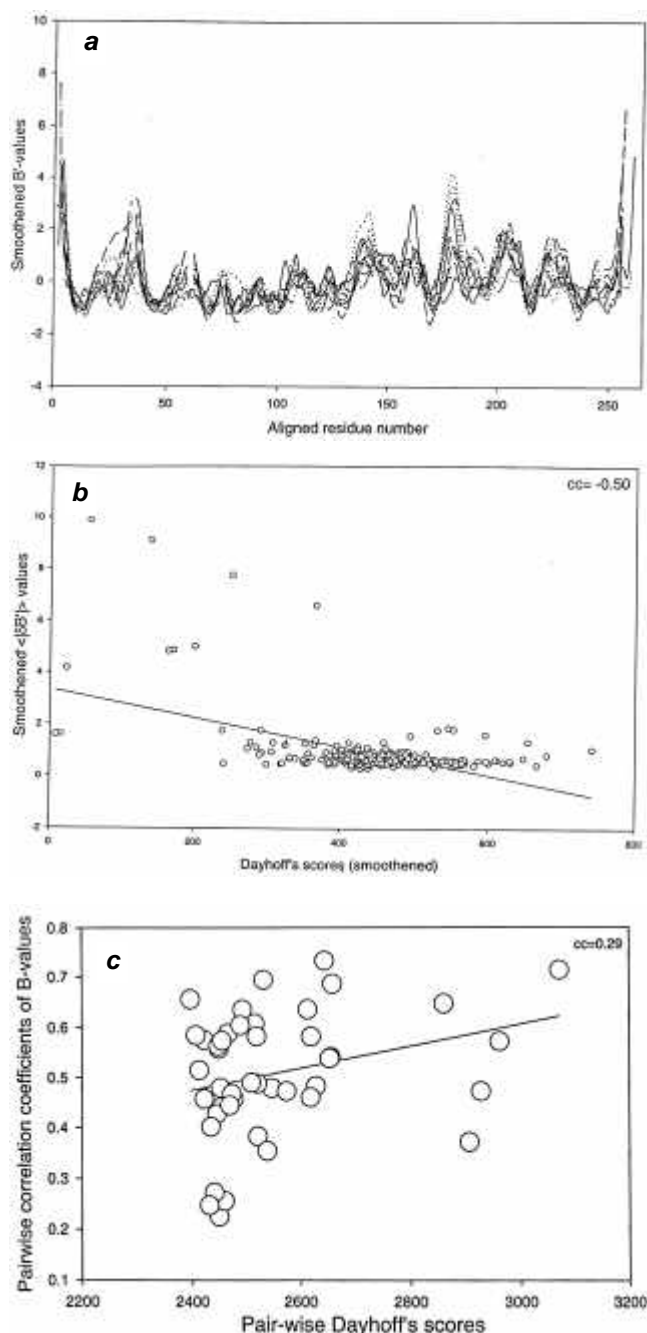 a
10
8
6
4
2
0
-2
-4
0 50 100 150 200 250
Smoothened B'-values
Aligned residue number
b
cc= -0.50
12
10
8
6
4
2
0
-2
0 200 400 600 800
Smoothened <|δB'|> values
Dayhoff's scores (smoothened)
c
cc=0.29
0.8
0.7
0.6
0.5
0.4
0.3
0.2
0.1
2200 2400 2600 2800 3000 3200
Pairwise correlation coefficients of B-values
Pair-wise Dayhoff's scores